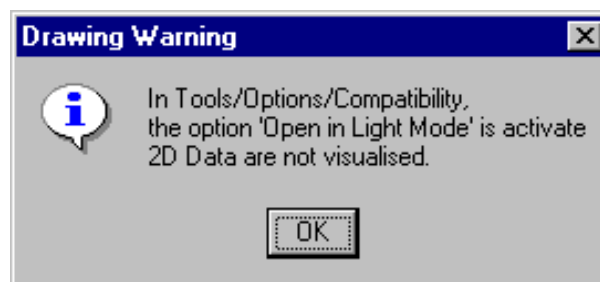 Drawing Warning
In Tools/Options/Compatibility,
the option 'Open in Light Mode' is activate
2D Data are not visualised.
OK